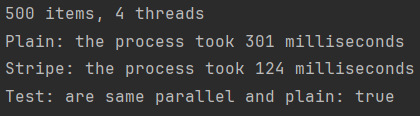 500 items, 4 threads
Plain: the process took 301 milliseconds
Stripe: the process took 124 milliseconds
Test: are same parallel and plain: true